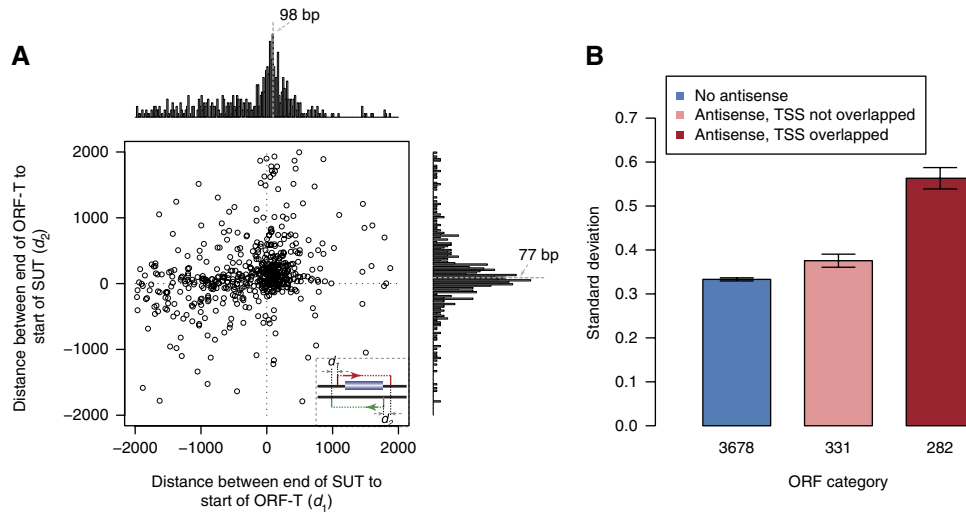 A
98 bp
2000
1000
0
−1000
−2000
Distance between end of ORF-T to
start of SUT (d2)
77 bp
d1
d2
−2000 −1000 0 1000 2000
Distance between end of SUT to
start of ORF-T (d1)
B
No antisense
Antisense, TSS not overlapped
Antisense, TSS overlapped
0.7
0.6
0.5
0.4
0.3
0.2
0.1
0.0
Standard deviation
3678 331 282
ORF category